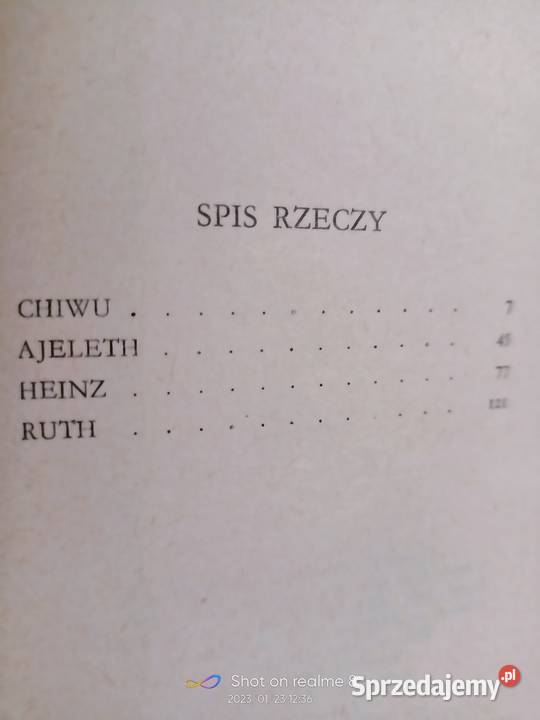 SPIS RZECZY
CHIWU . . . . . . . . . . . . 7
AJELETH . . . . . . . . . . . 45
HEINZ . . . . . . . . . . . . 77
RUTH . . . . . . . . . . . . 121
Shot on realme 8
2023.01.23 12:36
Sprzedajemy.pl